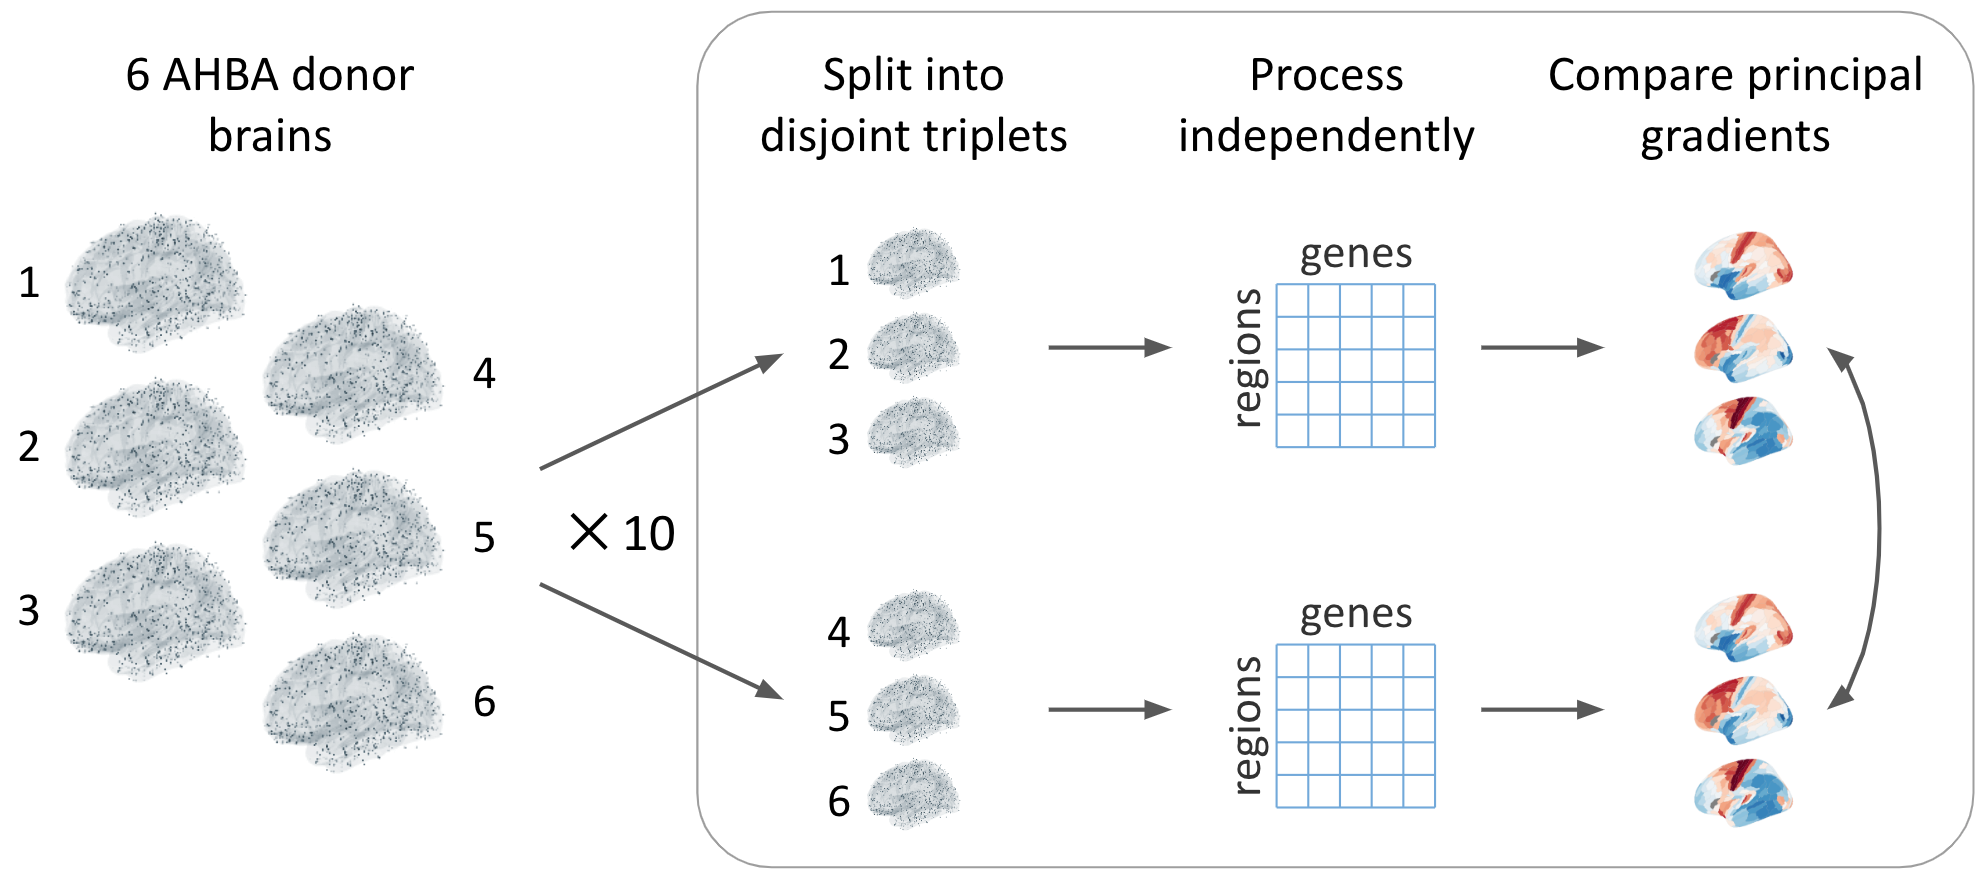 6 AHBA donor
brains
1
2
3
4
5
6
× 10
Split into
disjoint triplets
1
2
3
4
5
6
Process
independently
genes
regions
genes
regions
Compare principal
gradients